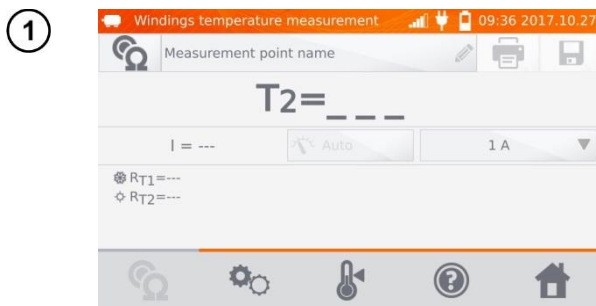 1
Windings temperature measurement 09:36 2017.10.27
Measurement point name
T2=_ _ _
I = --- Auto 1 A
RT1=---
RT2=---
?